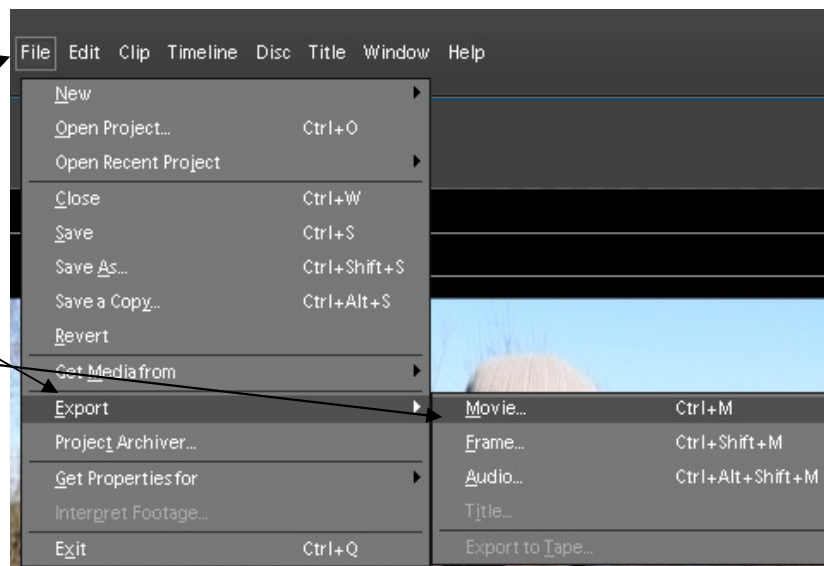 File Edit Clip Timeline Disc Title Window Help
New
Open Project... Ctrl+O
Open Recent Project
Close Ctrl+W
Save Ctrl+S
Save As... Ctrl+Shift+S
Save a Copy... Ctrl+Alt+S
Revert
Get Media from
Export
Project Archiver...
Get Properties for
Interpret Footage...
Exit Ctrl+Q
Movie... Ctrl+M
Frame... Ctrl+Shift+M
Audio... Ctrl+Alt+Shift+M
Title...
Export to Tape...